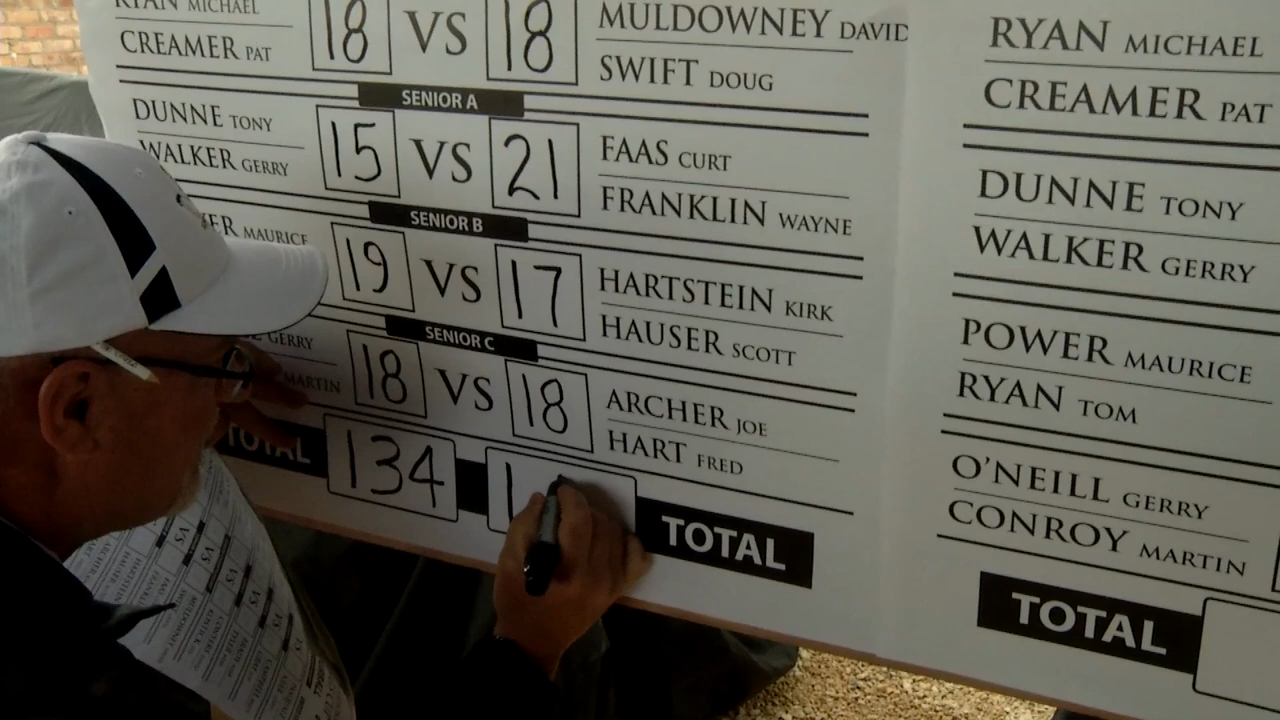 RYAN MICHAEL 18 VS 18 MULDOWNEY DAVID
CREAMER PAT SWIFT DOUG
SENIOR A
DUNNE TONY 15 VS 21 FAAS CURT
WALKER GERRY FRANKLIN WAYNE
SENIOR B
MAURICE 19 VS 17 HARTSTEIN KIRK
HAUSER SCOTT
SENIOR C
GERRY 18 VS 18 ARCHER JOE
MARTIN HART FRED
TOTAL 134 1 TOTAL
RYAN MICHAEL
CREAMER PAT
DUNNE TONY
WALKER GERRY
POWER MAURICE
RYAN TOM
O'NEILL GERRY
CONROY MARTIN
TOTAL